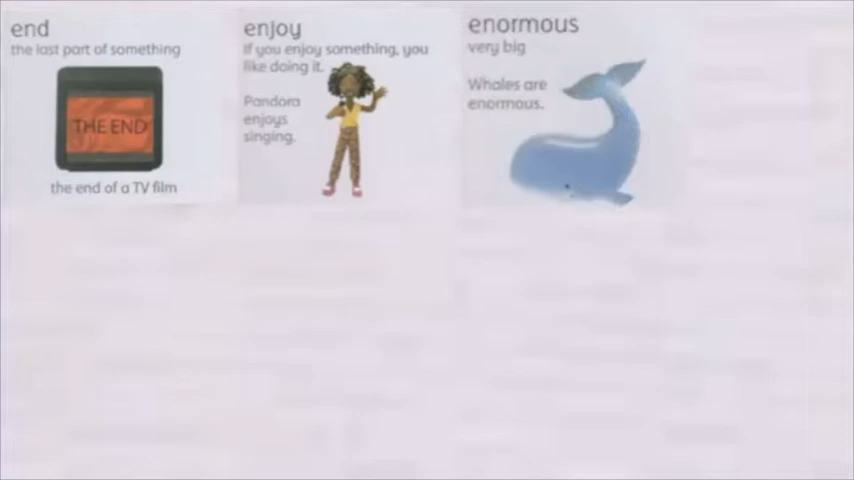 end
the last part of something
THE END
the end of a TV film
enjoy
If you enjoy something, you
like doing it.
Pandora
enjoys
singing.
enormous
very big
Whales are
enormous.